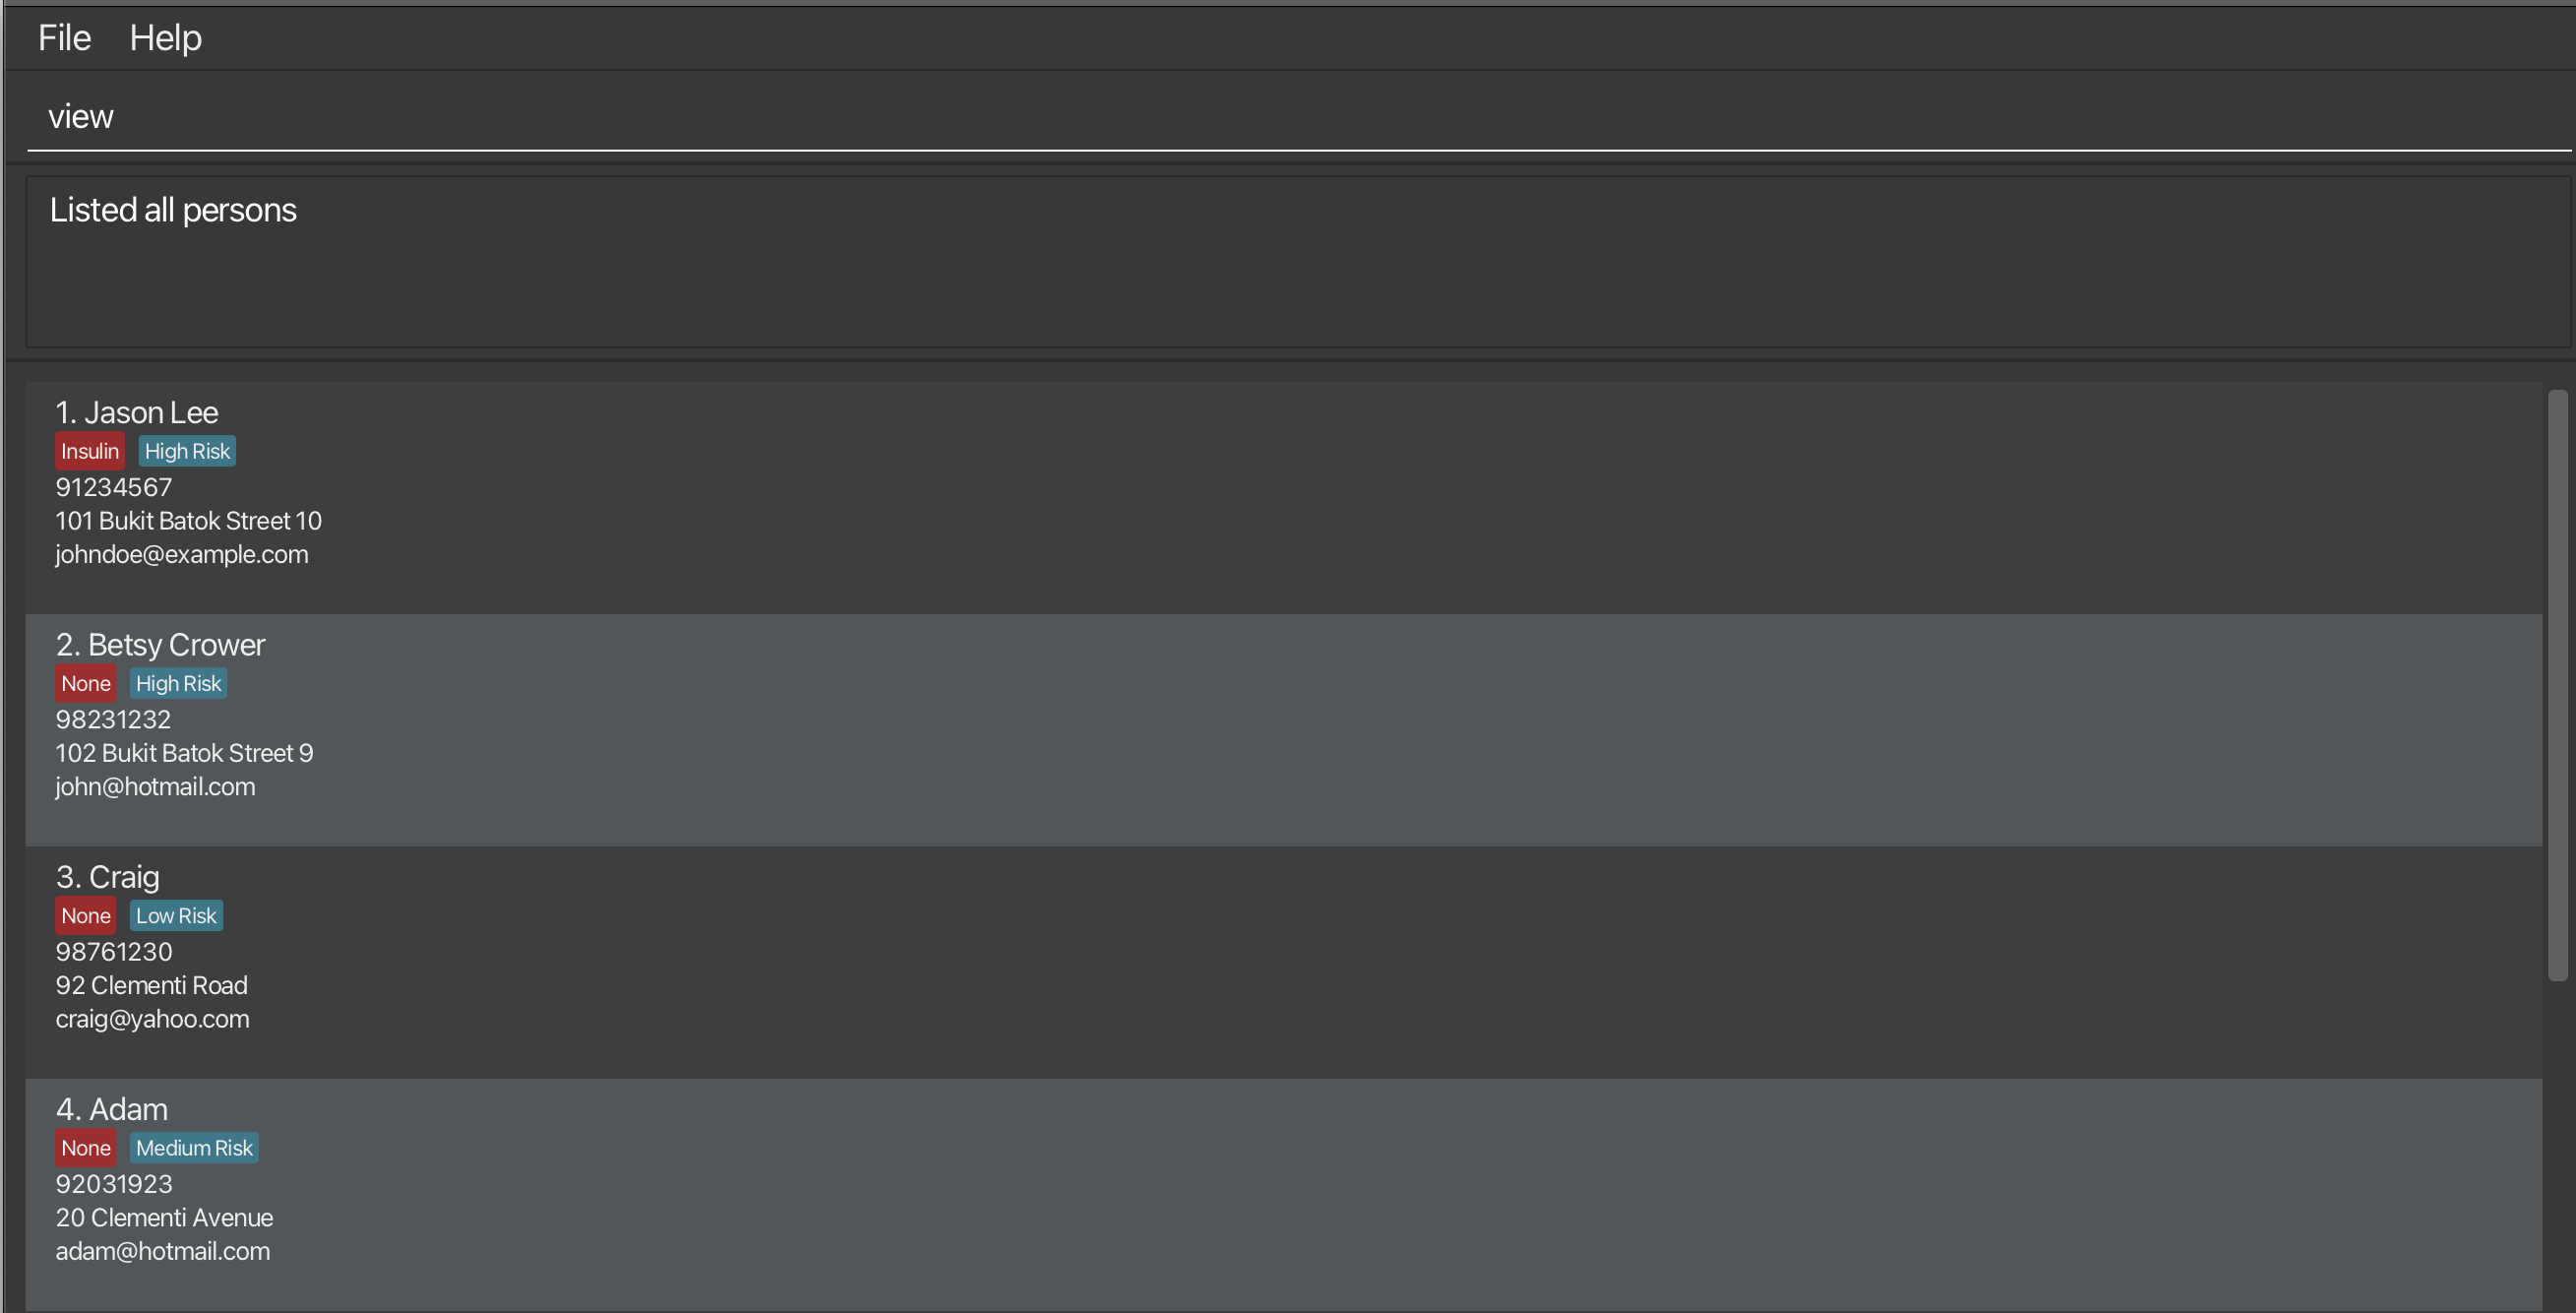 File Help
view
Listed all persons
1. Jason Lee
Insulin High Risk
91234567
101 Bukit Batok Street 10
johndoe@example.com
2. Betsy Crower
None High Risk
98231232
102 Bukit Batok Street 9
john@hotmail.com
3. Craig
None Low Risk
98761230
92 Clementi Road
craig@yahoo.com
4. Adam
None Medium Risk
92031923
20 Clementi Avenue
adam@hotmail.com